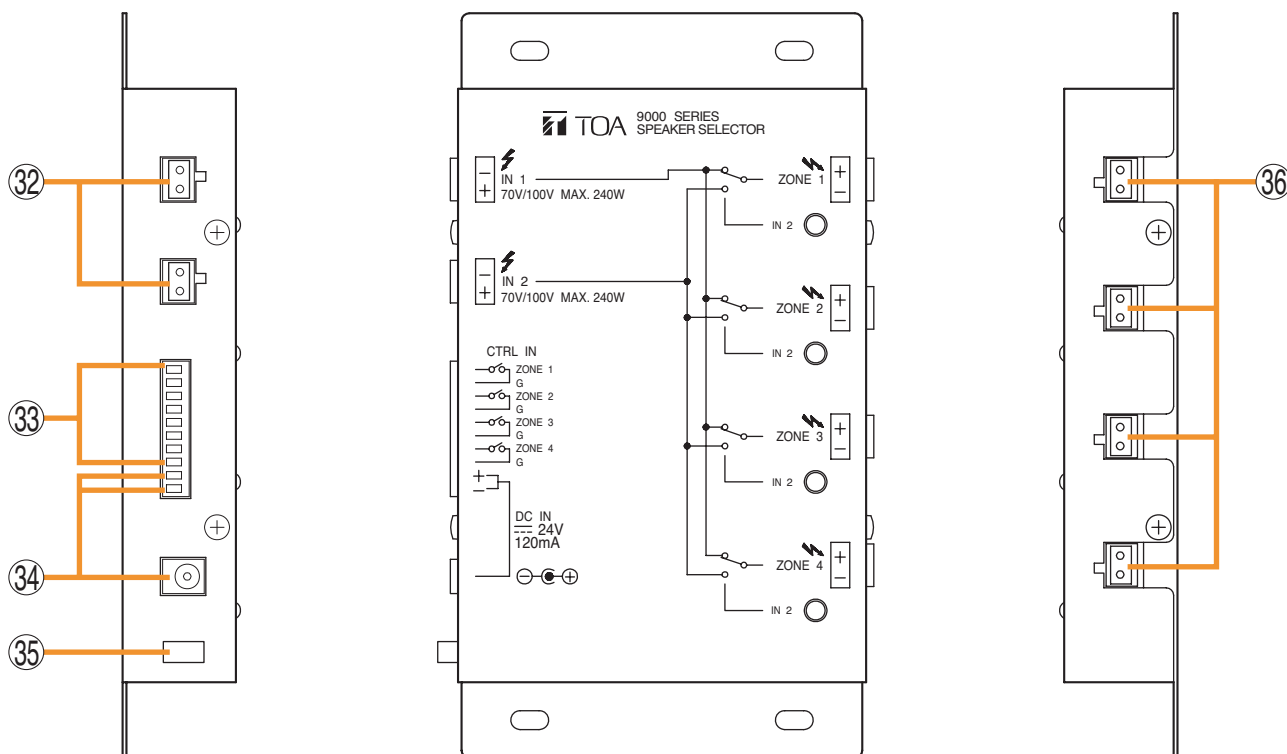 TOA 9000 SERIES
SPEAKER SELECTOR
32
33
34
35
− +
IN 1
70V/100V MAX. 240W
− +
IN 2
70V/100V MAX. 240W
CTRL IN
ZONE 1
G
ZONE 2
G
ZONE 3
G
ZONE 4
G
+
−
DC IN
24V
120mA
− +
ZONE 1
+ −
IN 2
ZONE 2
+ −
IN 2
ZONE 3
+ −
IN 2
ZONE 4
+ −
IN 2
36